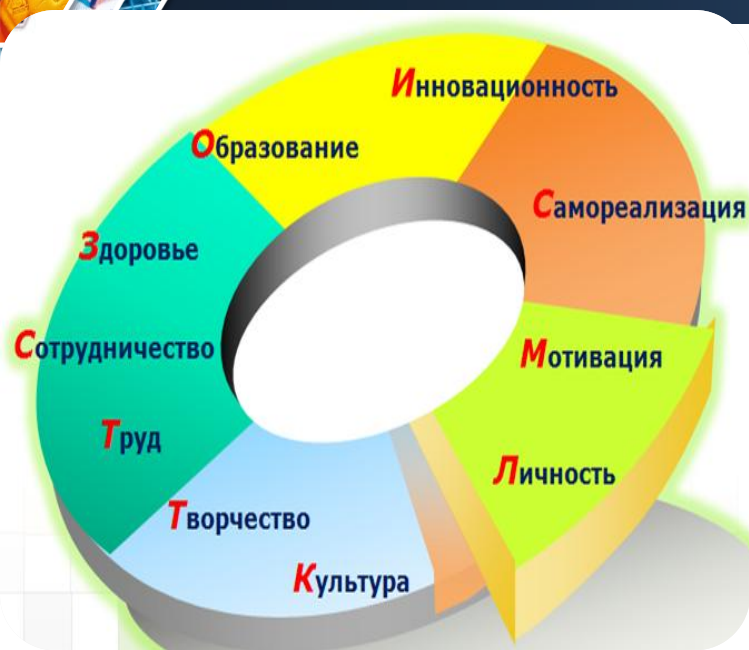 Инновационность
Образование
Самореализация
Здоровье
Сотрудничество
Мотивация
Труд
Личность
Творчество
Культура